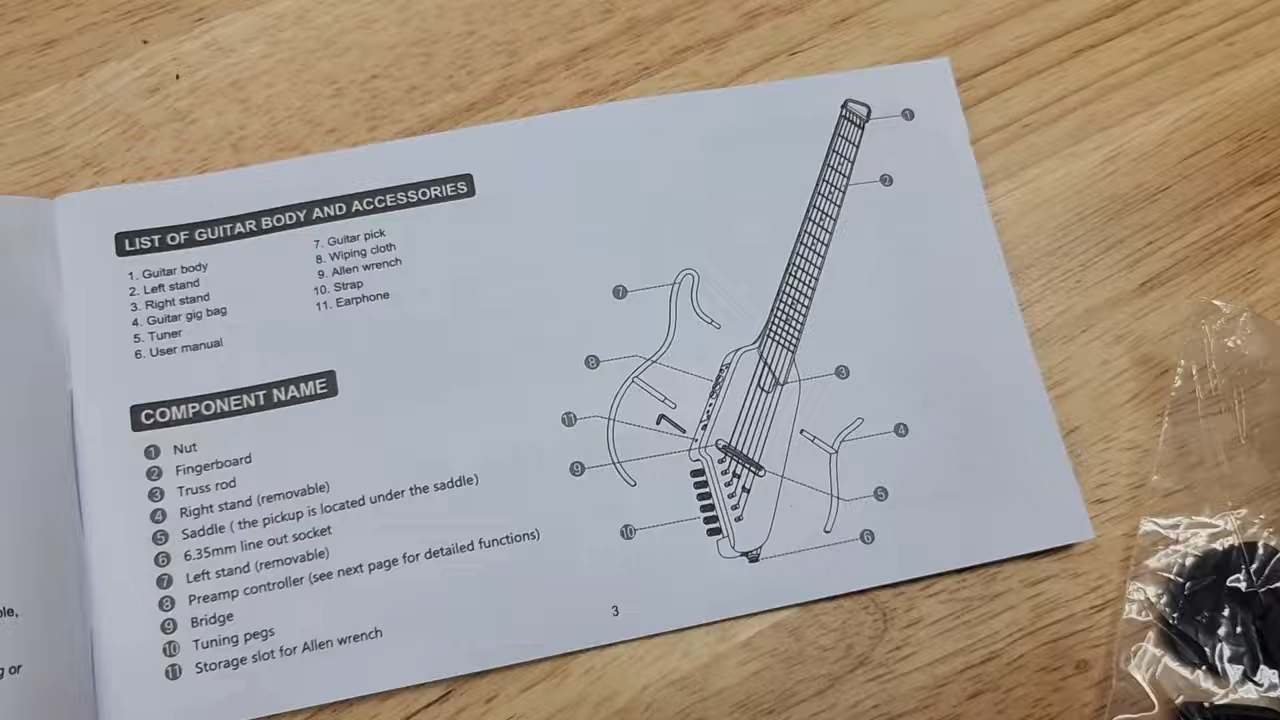 LIST OF GUITAR BODY AND ACCESSORIES
1. Guitar body
2. Left stand
3. Right stand
4. Guitar gig bag
5. Tuner
6. User manual
7. Guitar pick
8. Wiping cloth
9. Allen wrench
10. Strap
11. Earphone
COMPONENT NAME
1 Nut
2 Fingerboard
3 Truss rod
4 Right stand (removable)
5 Saddle ( the pickup is located under the saddle)
6 6.35mm line out socket
7 Left stand (removable)
8 Preamp controller (see next page for detailed functions)
9 Bridge
10 Tuning pegs
11 Storage slot for Allen wrench
1
2
7
8
3
11
4
9
5
10
6
3
or